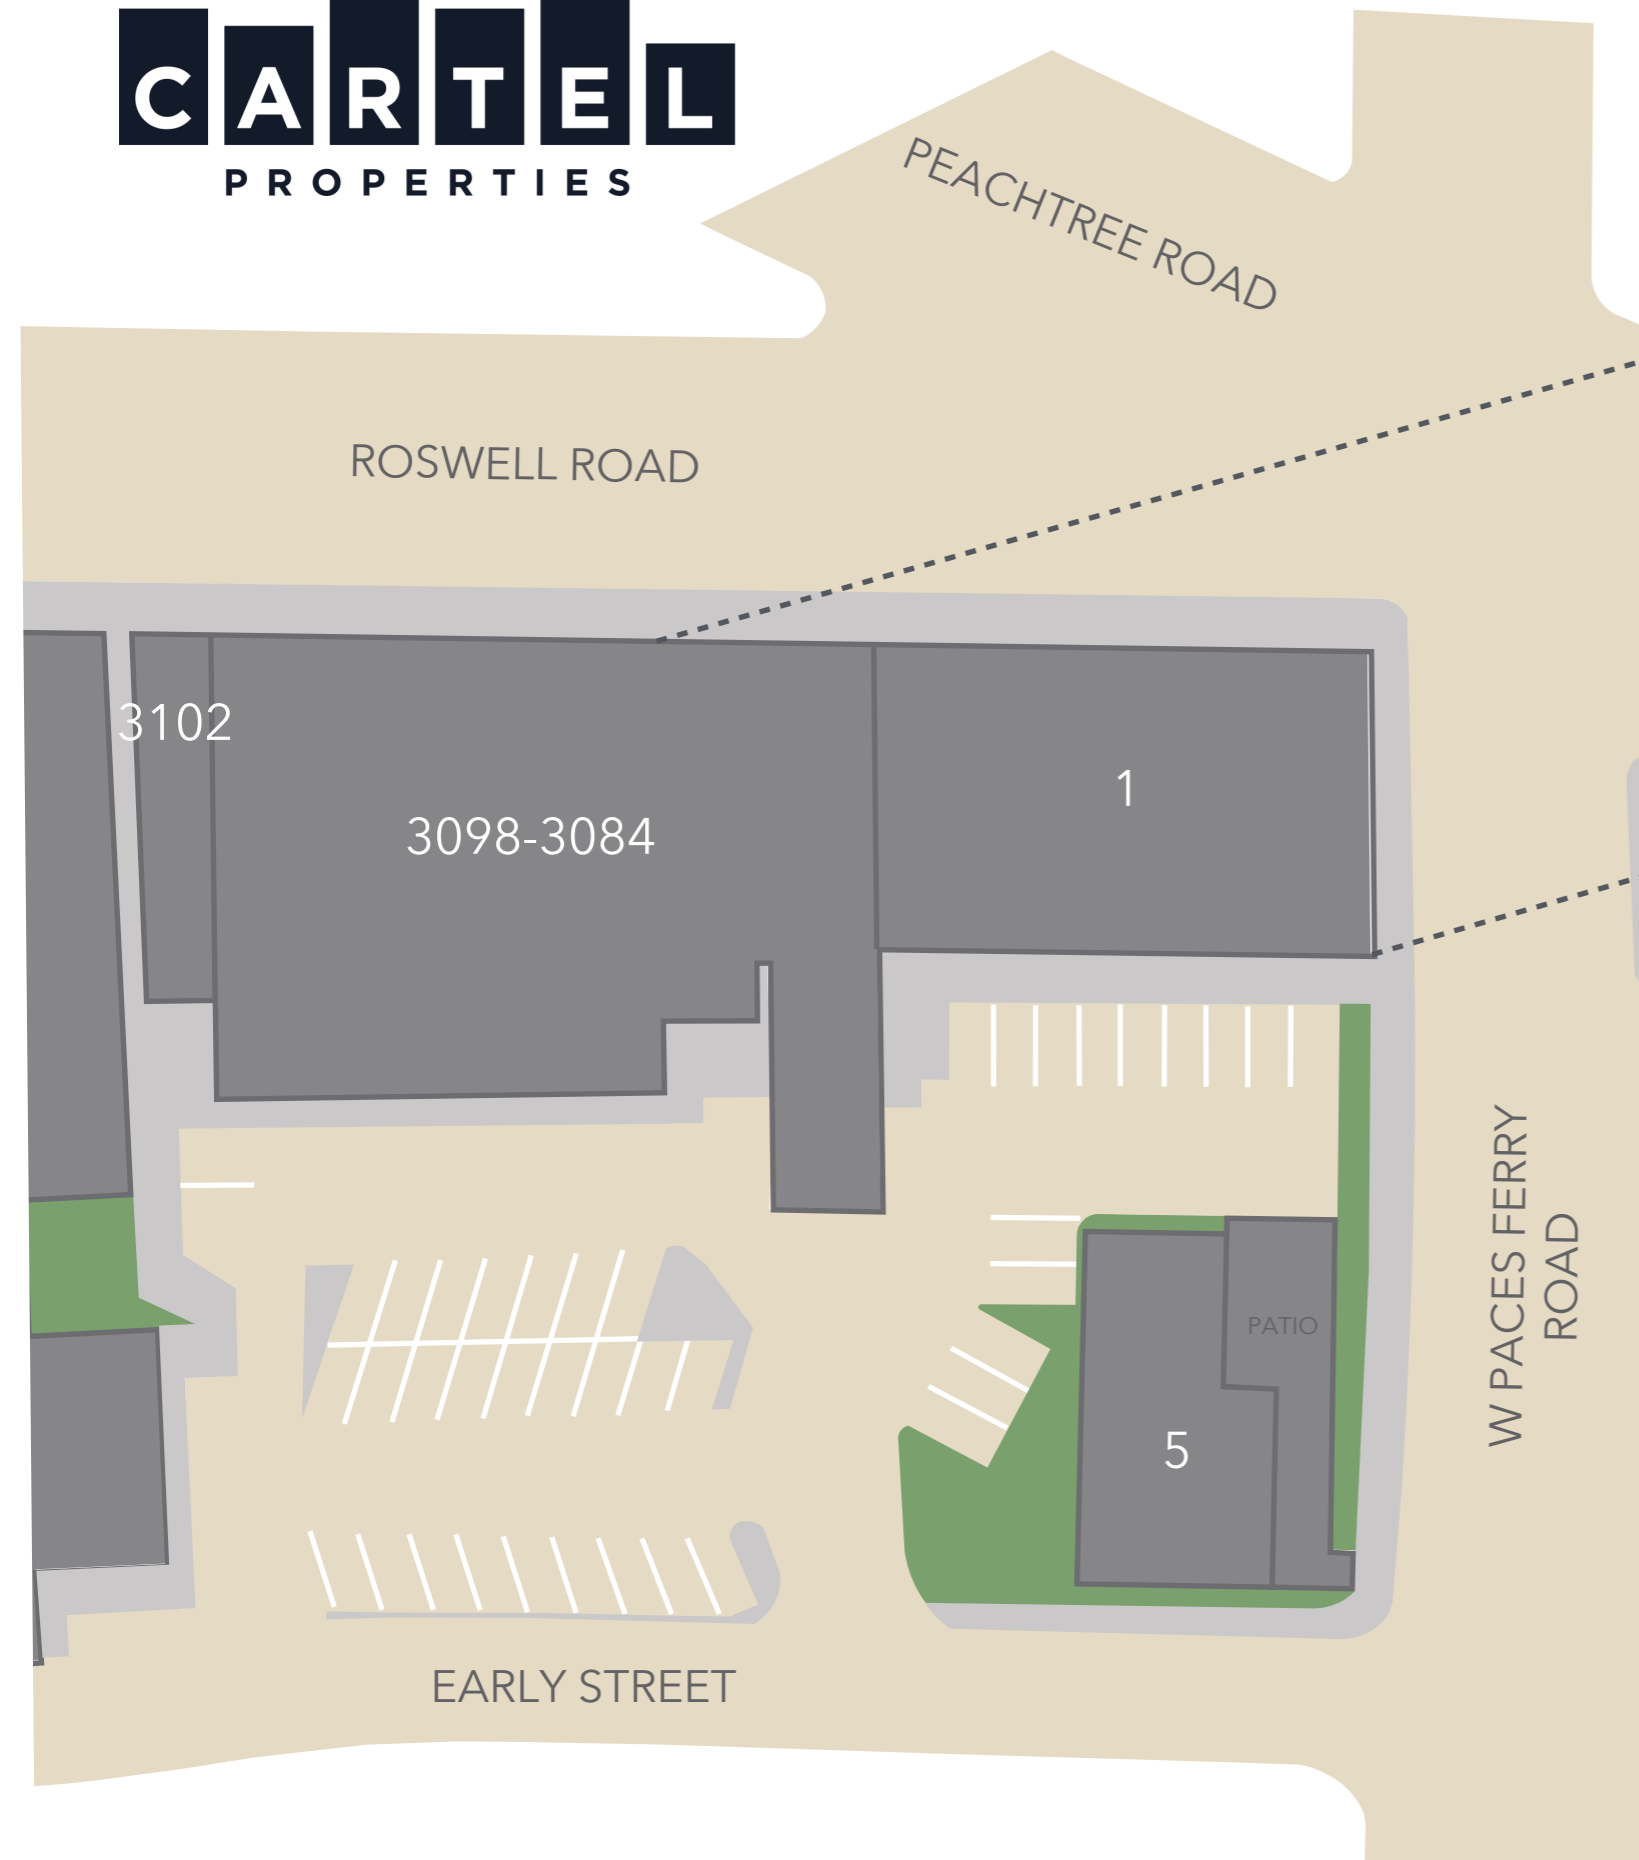 CARTEL
PROPERTIES
PEACHTREE ROAD
ROSWELL ROAD
3102
1
3098-3084
W PACES FERRY
ROAD
PATIO
5
EARLY STREET